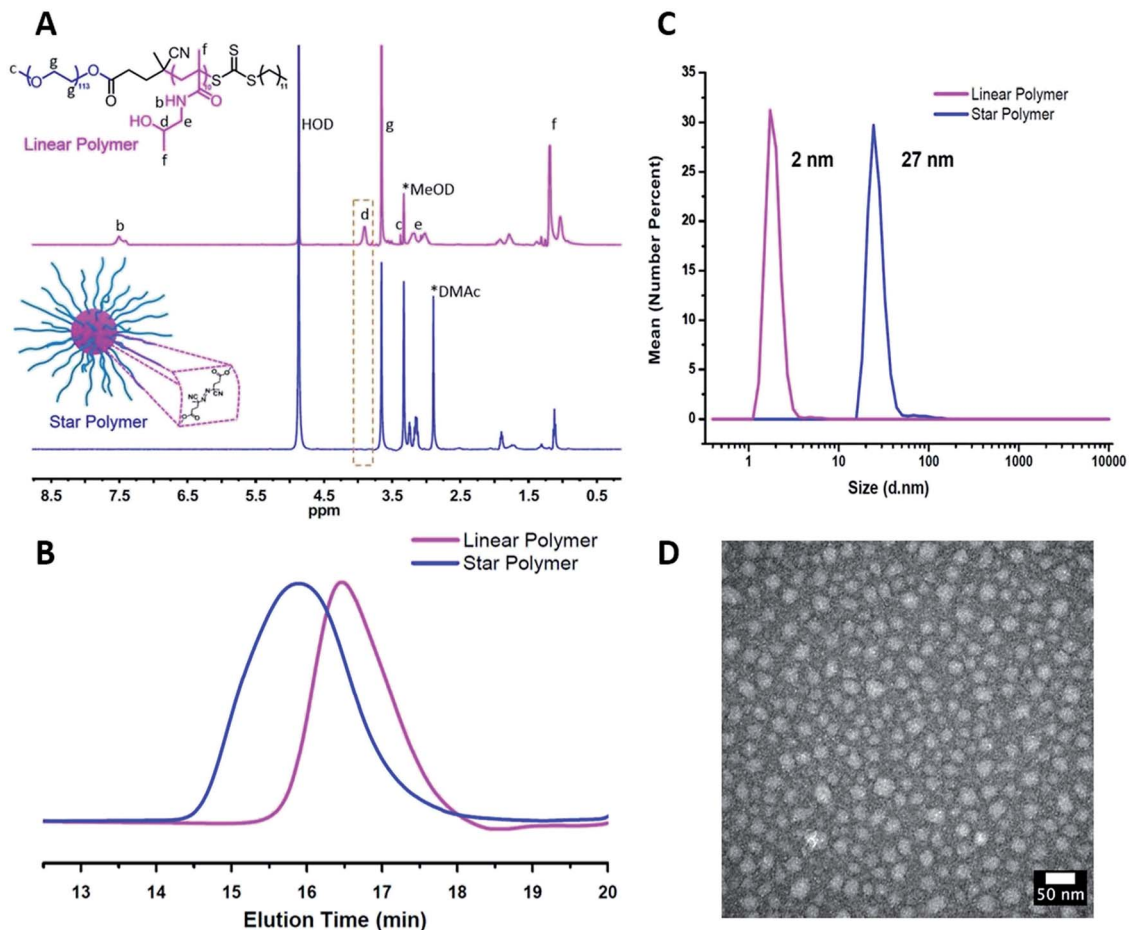 A
c
g
O
113
g
O
O
CN
f
10
S
S
S
11
b
HN
O
HO
d
e
f
Linear Polymer
HOD
g
f
*MeOD
d
c
e
b
*DMAc
Star Polymer
8.5 7.5 6.5 5.5 4.5 3.5 2.5 1.5 0.5
ppm
B
Linear Polymer
Star Polymer
13 14 15 16 17 18 19 20
Elution Time (min)
C
35
30
25
20
15
10
5
0
Mean (Number Percent)
Linear Polymer
Star Polymer
2 nm
27 nm
1 10 100 1000 10000
Size (d.nm)
D
50 nm